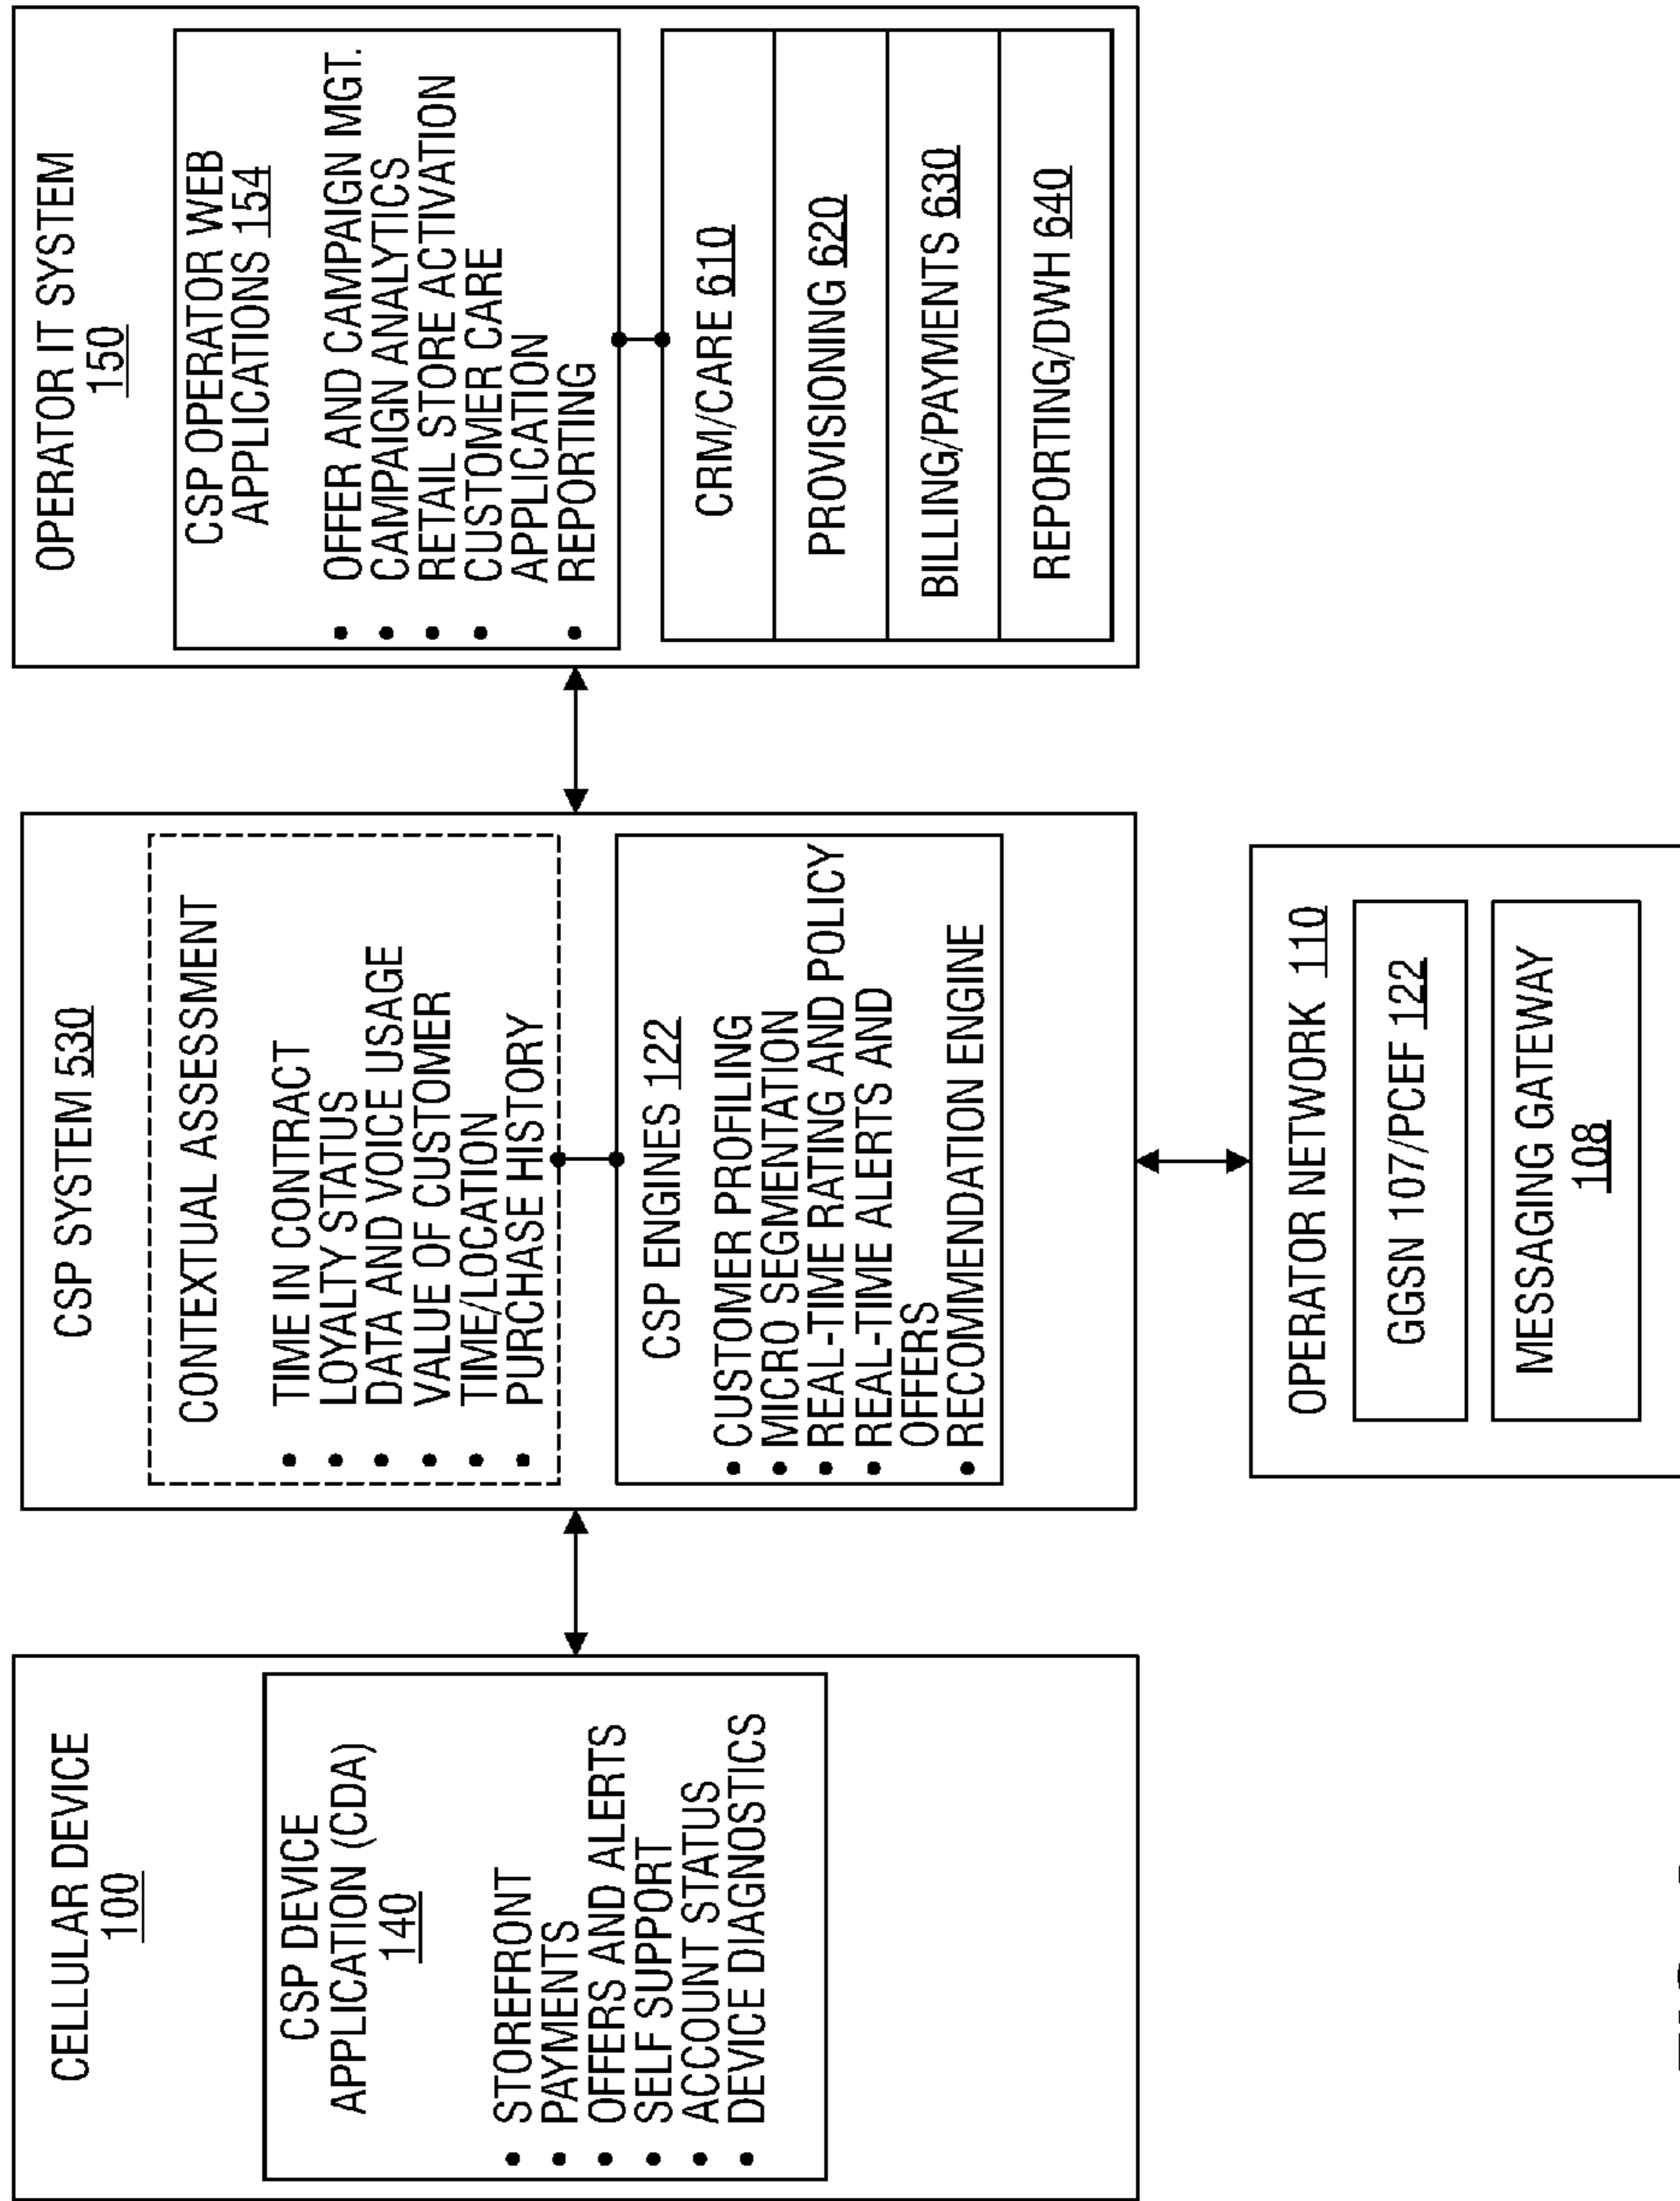 CELLULAR DEVICE
100
CSP DEVICE
APPLICATION (CDA)
140
• STOREFRONT
• PAYMENTS
• OFFERS AND ALERTS
• SELF SUPPORT
• ACCOUNT STATUS
• DEVICE DIAGNOSTICS
CSP SYSTEM 530
CONTEXTUAL ASSESSMENT
• TIME IN CONTRACT
• LOYALTY STATUS
• DATA AND VOICE USAGE
• VALUE OF CUSTOMER
• TIME/LOCATION
• PURCHASE HISTORY
CSP ENGINES 122
• CUSTOMER PROFILING
• MICRO SEGMENTATION
• REAL-TIME RATING AND POLICY
• REAL-TIME ALERTS AND
OFFERS
• RECOMMENDATION ENGINE
OPERATOR NETWORK 110
GGSN 107/PCEF 122
MESSAGING GATEWAY
108
OPERATOR IT SYSTEM
150
CSP OPERATOR WEB
APPLICATIONS 154
• OFFER AND CAMPAIGN MGT.
• CAMPAIGN ANALYTICS
• RETAIL STORE ACTIVATION
• CUSTOMER CARE
APPLICATION
• REPORTING
CRM/CARE 610
PROVISIONING 620
BILLING/PAYMENTS 630
REPORTING/DWH 640